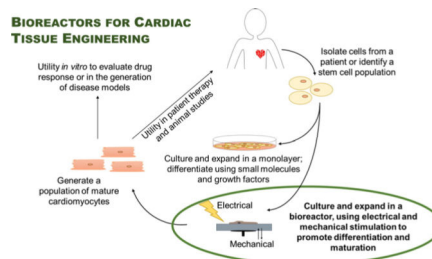 BIOREACTORS FOR CARDIAC
TISSUE ENGINEERING
Utility in vitro to evaluate drug
response or in the generation
of disease models
Utility in patient therapy
and animal studies
Isolate cells from a
patient or identify a
stem cell population
Culture and expand in a monolayer;
differentiate using small molecules
and growth factors
Generate a
population of mature
cardiomyocytes
Electrical
Mechanical
Culture and expand in a
bioreactor, using electrical and
mechanical stimulation to
promote differentiation and
maturation